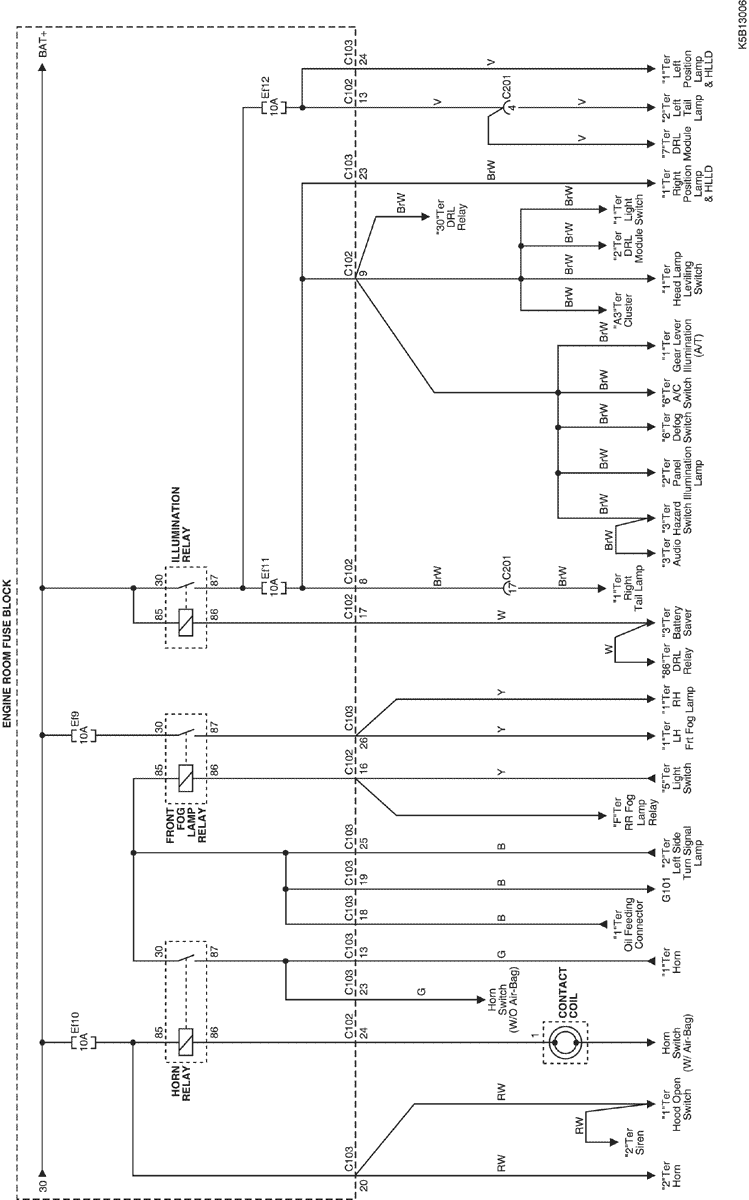 ENGINE ROOM FUSE BLOCK
K5B13006
30
BAT+
Ef10
10A
Ef9
10A
Ef11
10A
Ef12
10A
HORN
RELAY
85
86
30
87
FRONT
FOG
LAMP
RELAY
85
86
30
87
ILLUMINATION
RELAY
85
86
30
87
C103
20
C102
24
C103
23
C103
13
C103
18
C103
19
C103
25
C102
16
C103
26
C102
17
C102
8
C102
9
C103
23
C102
13
C103
24
RW
RW
RW
G
G
B
B
B
Y
Y
Y
W
W
BrW
C201
17
BrW
BrW
BrW
BrW
BrW
BrW
BrW
BrW
BrW
BrW
BrW
BrW
BrW
BrW
V
C201
4
V
V
V
CONTACT
COIL
1
"2"Ter
Horn
"2"Ter
Siren
"1"Ter
Hood Open
Switch
Horn
Switch
(W/ Air-Bag)
Horn
Switch
(W/O Air-Bag)
"1"Ter
Horn
"1"Ter
Oil Feeding
Connector
G101
"2"Ter
Left Side
Turn Signal
Lamp
"F"Ter
RR Fog
Lamp
Relay
"5"Ter
Light
Switch
"1"Ter
LH
"1"Ter
RH
Frt Fog Lamp
"86"Ter
DRL
Relay
"3"Ter
Battery
Saver
"1"Ter
Right
Tail Lamp
"3"Ter
Audio
"3"Ter
Hazard
Switch
"2"Ter
Panel
Illumination
Lamp
"6"Ter
Defog
Switch
"6"Ter
A/C
Switch
"1"Ter
Gear Lever
Illumination
(A/T)
"A3"Ter
Cluster
"1"Ter
Head Lamp
Leviling
Switch
"2"Ter
DRL
Module
"1"Ter
Light
Switch
"30"Ter
DRL
Relay
"1"Ter
Right
Position
Lamp
& HLLD
"7"Ter
DRL
Module
"2"Ter
Left
Tail
Lamp
"1"Ter
Left
Position
Lamp
& HLLD